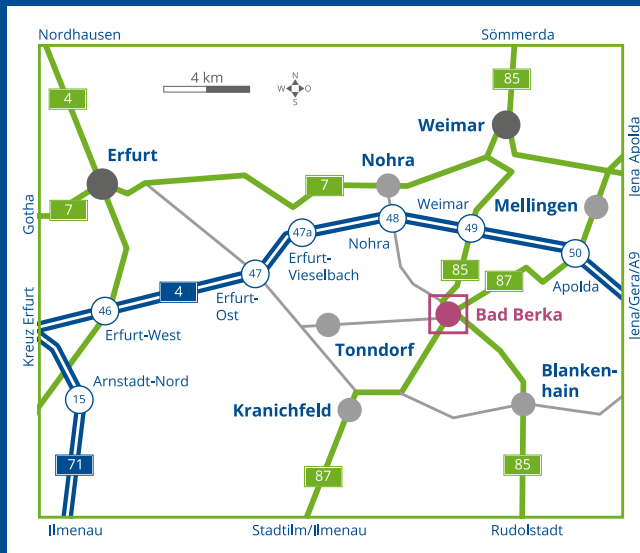 Nordhausen
Sömmerda
4 km
N
W
O
S
85
4
Weimar
Erfurt
Nohra
7
Jena Apolda
Gotha
7
Mellingen
Weimar
48
47a
49
Nohra
Erfurt-
Vieselbach
50
47
85
87
Apolda
4
Erfurt-
Ost
Jena/Gera/A9
Kreuz Erfurt
46
Erfurt-West
Bad Berka
Tonndorf
Arnstadt-Nord
Blanken-
hain
15
Kranichfeld
71
87
85
Ilmenau
Stadtilm/Ilmenau
Rudolstadt